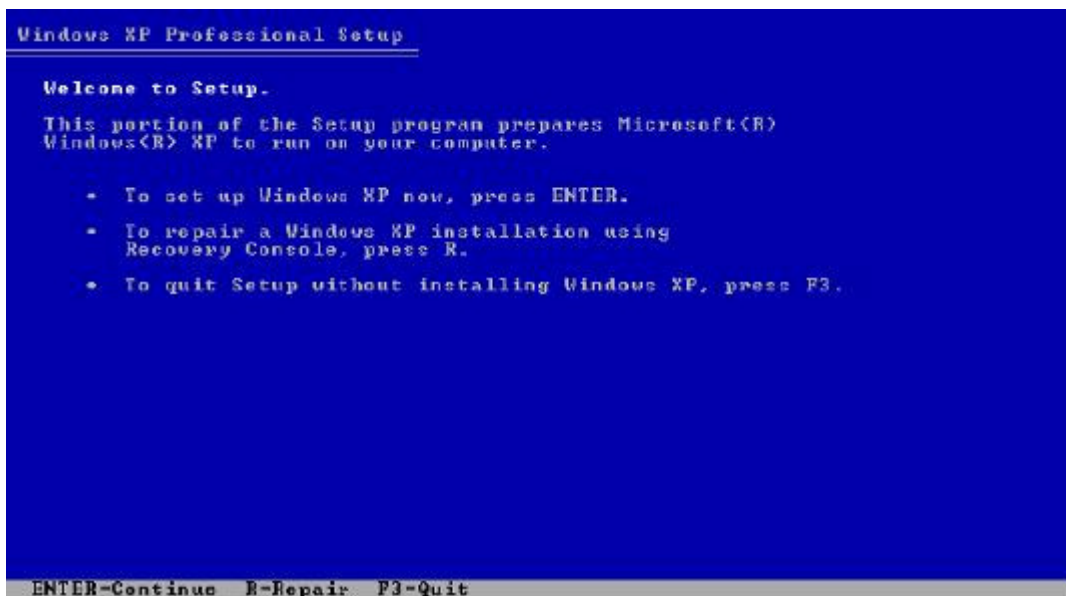 Windows XP Professional Setup
Welcome to Setup.
This portion of the Setup program prepares Microsoft(R)
Windows(R) XP to run on your computer.
• To set up Windows XP now, press ENTER.
• To repair a Windows XP installation using
Recovery Console, press R.
• To quit Setup without installing Windows XP, press F3.
ENTER=Continue R=Repair F3=Quit